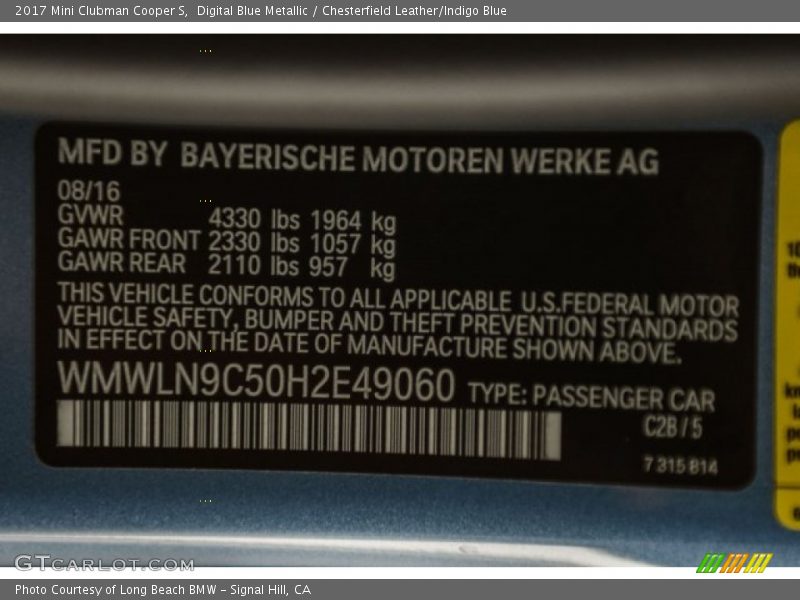 2017 Mini Clubman Cooper S, Digital Blue Metallic / Chesterfield Leather/Indigo Blue
MFD BY BAYERISCHE MOTOREN WERKE AG
08/16
GVWR 4330 lbs 1964 kg
GAWR FRONT 2330 lbs 1057 kg
GAWR REAR 2110 lbs 957 kg
THIS VEHICLE CONFORMS TO ALL APPLICABLE U.S.FEDERAL MOTOR
VEHICLE SAFETY, BUMPER AND THEFT PREVENTION STANDARDS
IN EFFECT ON THE DATE OF MANUFACTURE SHOWN ABOVE.
WMWLN9C50H2E49060 TYPE: PASSENGER CAR
C2B / 5
7 315 814
GTCARLOT.COM
Photo Courtesy of Long Beach BMW - Signal Hill, CA